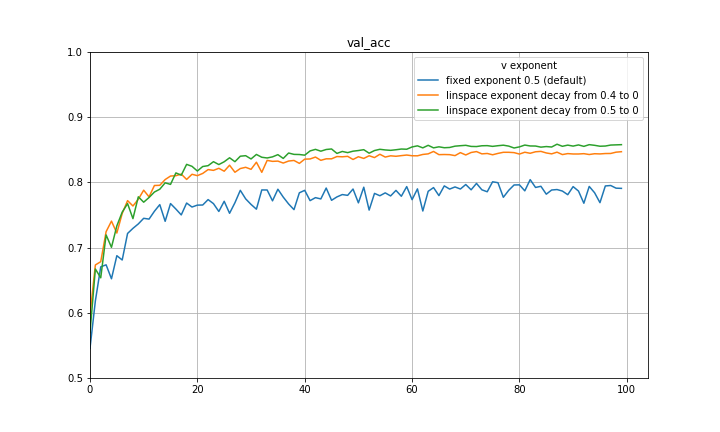 val_acc
v exponent
fixed exponent 0.5 (default)
linspace exponent decay from 0.4 to 0
linspace exponent decay from 0.5 to 0
1.0
0.9
0.8
0.7
0.6
0.5
0 20 40 60 80 100